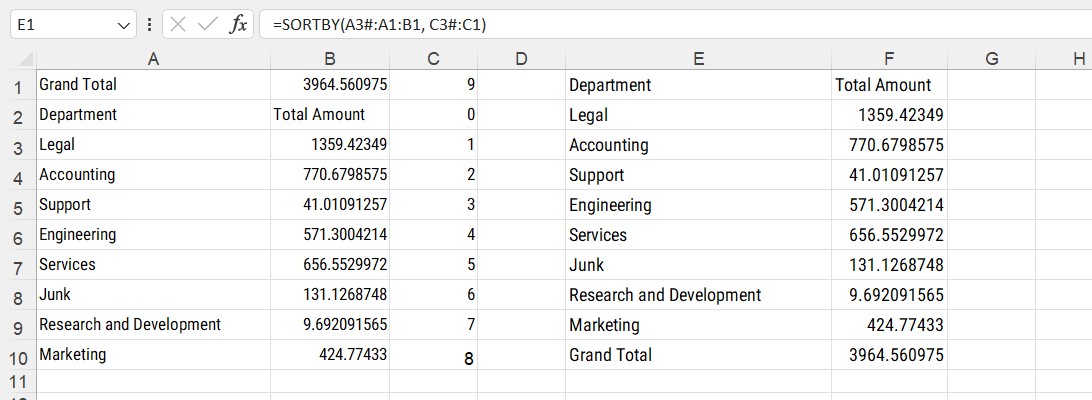 E1 fx =SORTBY(A3#:A1:B1, C3#:C1)
A B C D E F G H
1 Grand Total 3964.560975 9 Department Total Amount
2 Department Total Amount 0 Legal 1359.42349
3 Legal 1359.42349 1 Accounting 770.6798575
4 Accounting 770.6798575 2 Support 41.01091257
5 Support 41.01091257 3 Engineering 571.3004214
6 Engineering 571.3004214 4 Services 656.5529972
7 Services 656.5529972 5 Junk 131.1268748
8 Junk 131.1268748 6 Research and Development 9.692091565
9 Research and Development 9.692091565 7 Marketing 424.77433
10 Marketing 424.77433 8 Grand Total 3964.560975
11